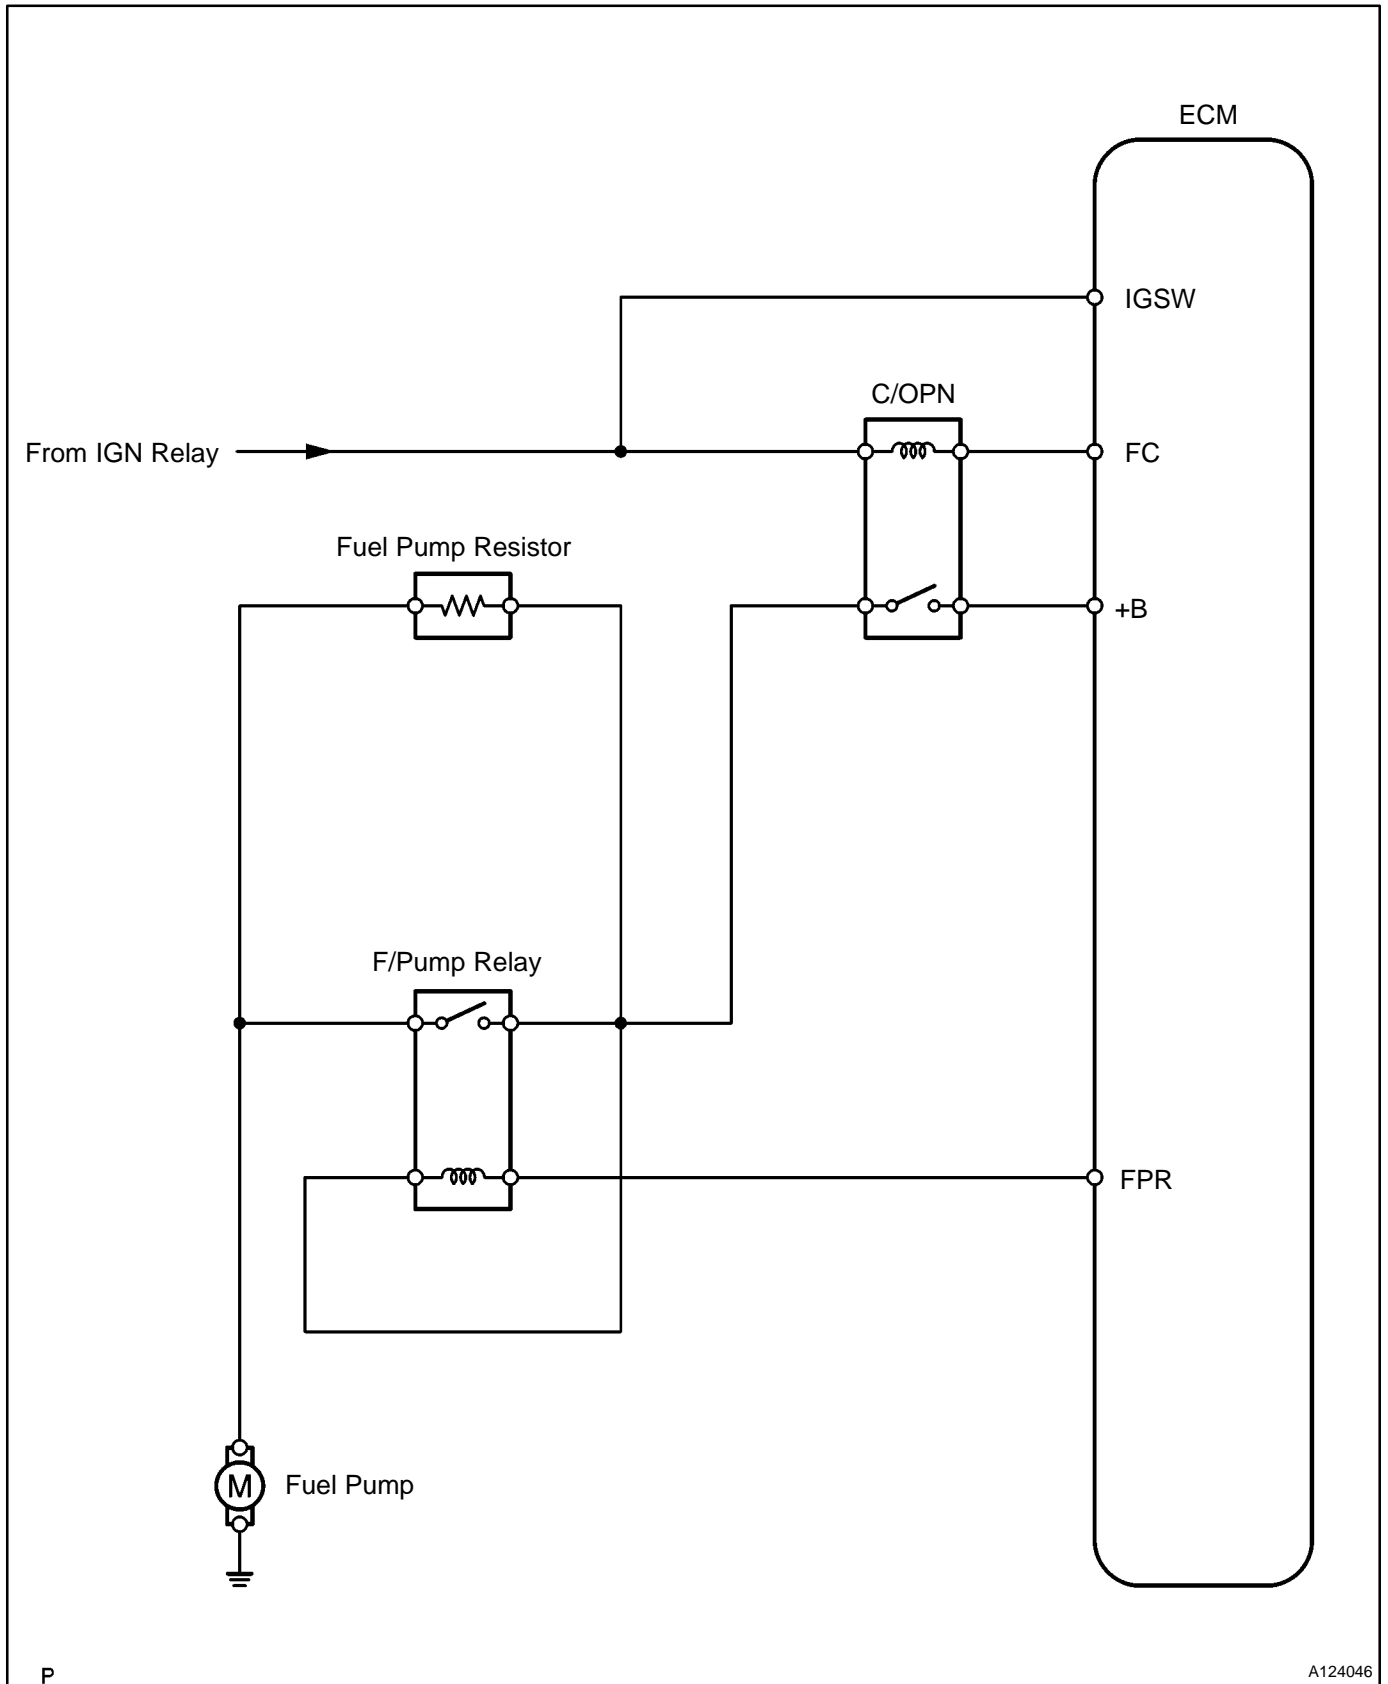 ECM
IGSW
C/OPN
From IGN Relay
FC
Fuel Pump Resistor
+B
F/Pump Relay
FPR
M
Fuel Pump
P
A124046